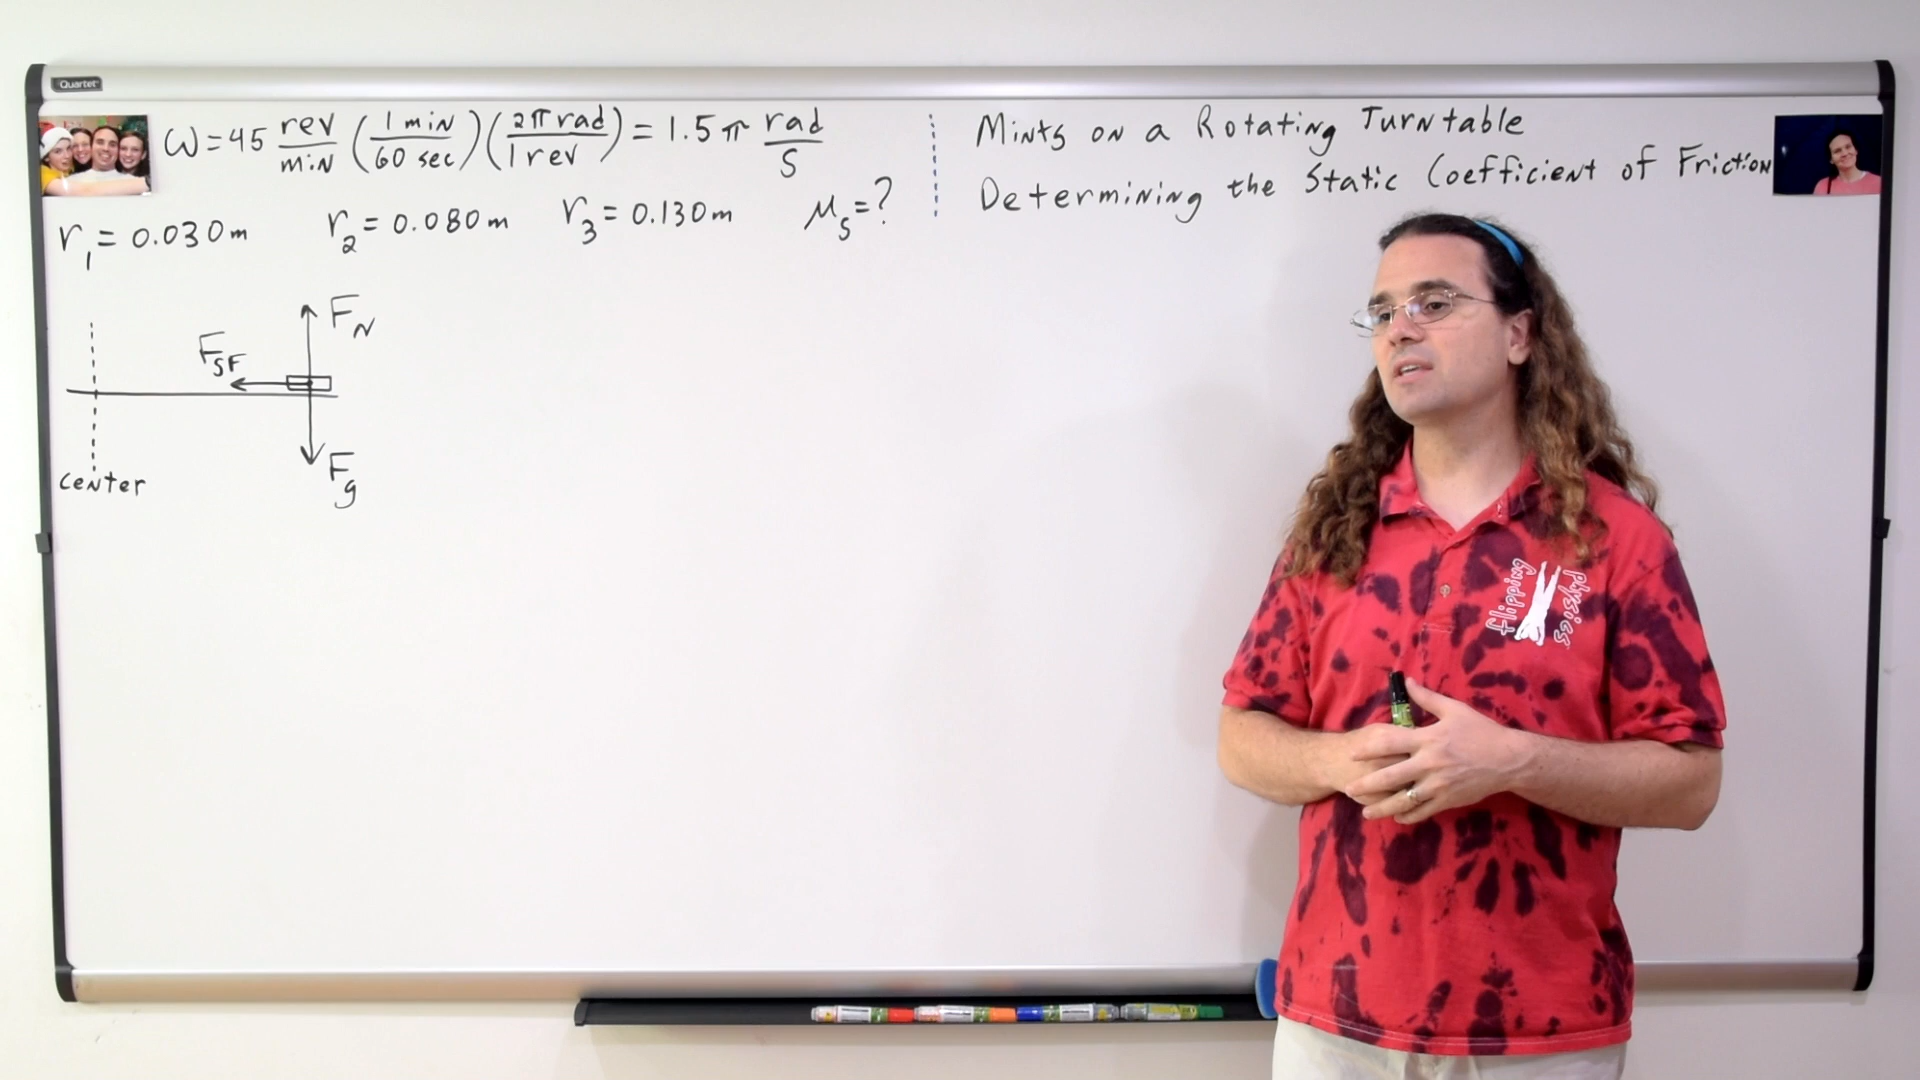 Quartet
ω = 45 rev/min (1 min/60 sec)(2π rad/1 rev) = 1.5 π rad/s
r₁ = 0.030 m r₂ = 0.080 m r₃ = 0.130 m μₛ = ?
Mints on a Rotating Turntable
Determining the Static Coefficient of Friction
F_N
F_SF
F_g
center
flipping
physics